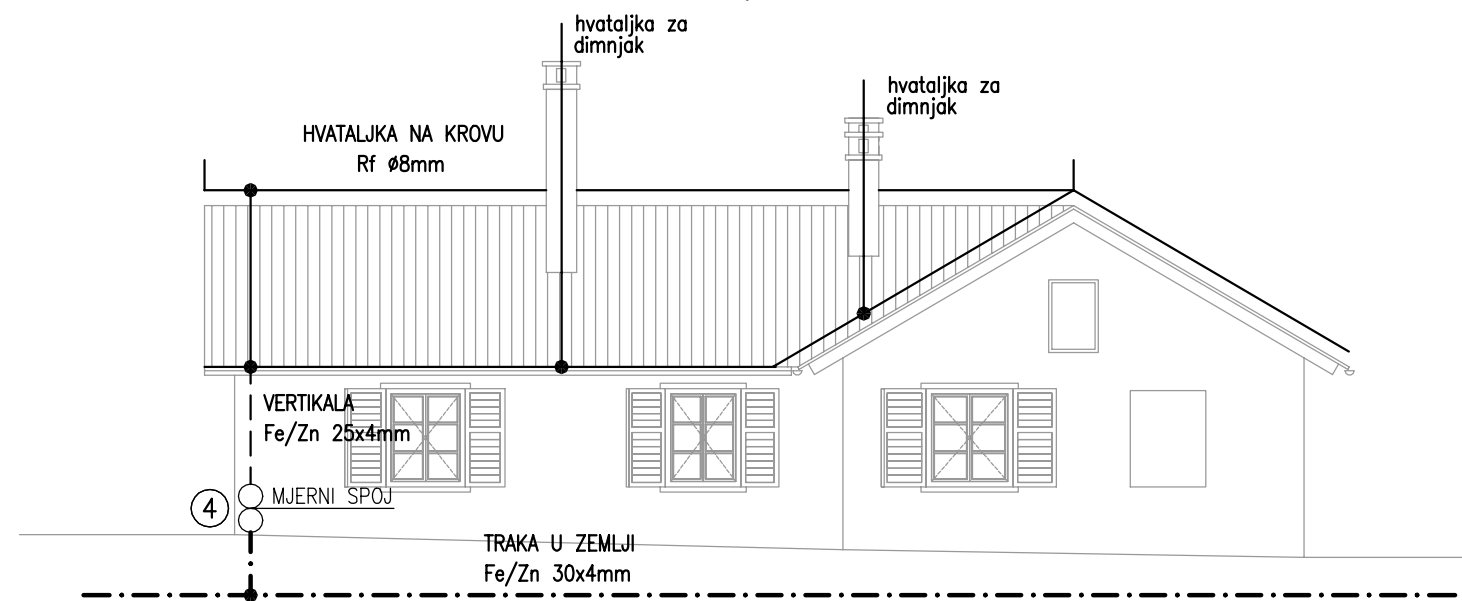 hvataljka za
dimnjak
hvataljka za
dimnjak
HVATALJKA NA KROVU
Rf ø8mm
VERTIKALA
Fe/Zn 25x4mm
MJERNI SPOJ
4
TRAKA U ZEMLJI
Fe/Zn 30x4mm